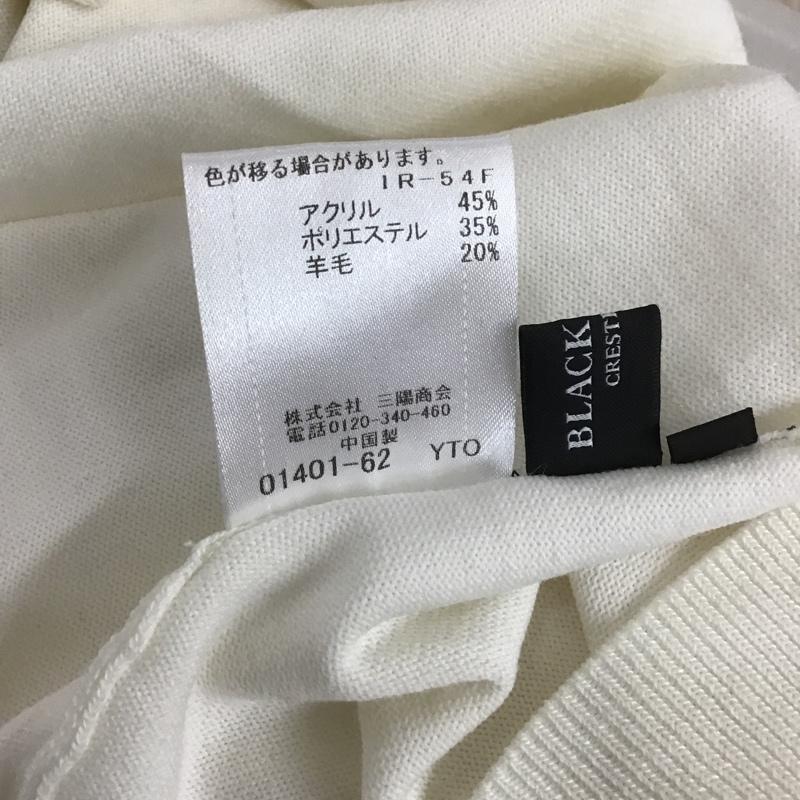 色が移る場合があります。
IR-54F
アクリル 45%
ポリエステル 35%
羊毛 20%
株式会社 三陽商会
電話0120-340-460
中国製
01401-62 YTO
BLACK